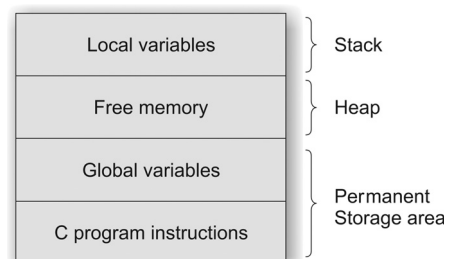 Local variables
Stack
Free memory
Heap
Global variables
Permanent
Storage area
C program instructions